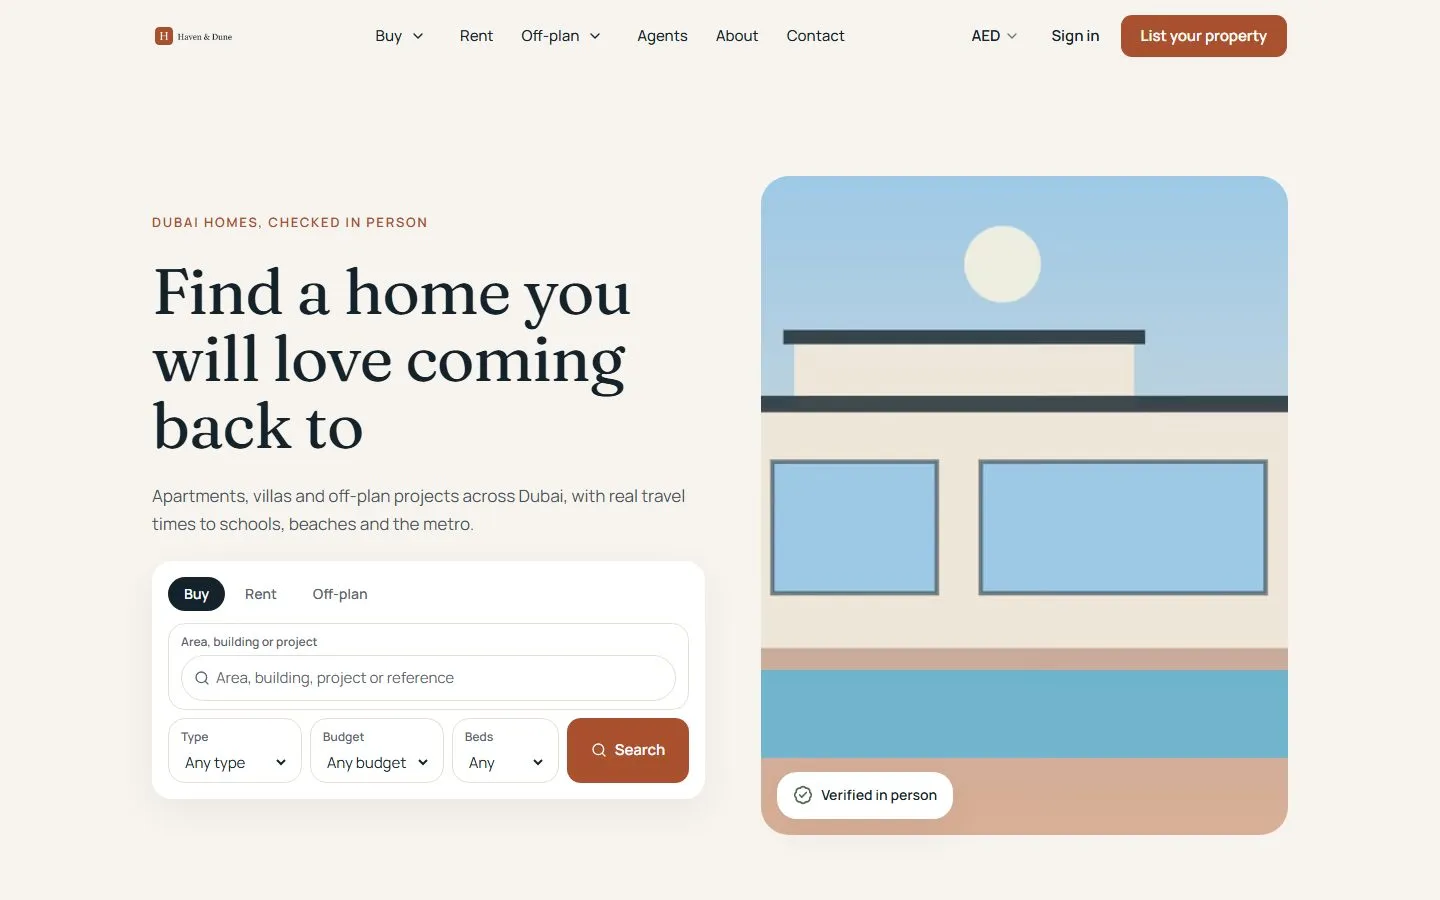 H Haven & Dune
Buy Rent Off-plan Agents About Contact AED Sign in List your property
DUBAI HOMES, CHECKED IN PERSON
Find a home you
will love coming
back to
Apartments, villas and off-plan projects across Dubai, with real travel
times to schools, beaches and the metro.
Buy Rent Off-plan
Area, building or project
Area, building, project or reference
Type Budget Beds
Any type Any budget Any
Search
Verified in person